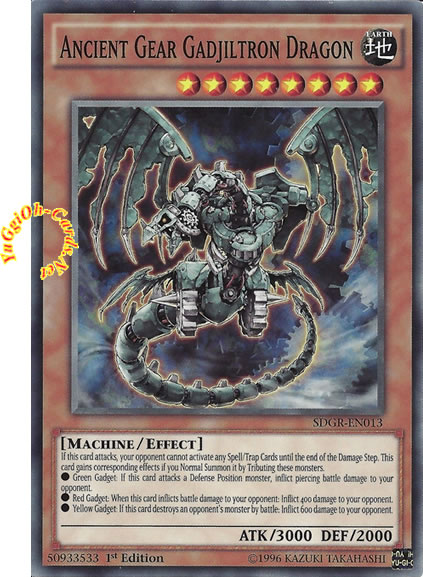 ANCIENT GEAR GADJILTRON DRAGON
EARTH
地
YuGgiOh-Cards.Net
SDGR-EN013
[MACHINE / EFFECT]
If this card attacks, your opponent cannot activate any Spell/Trap Cards until the end of the Damage Step. This
card gains corresponding effects if you Normal Summon it by Tributing these monsters.
● Green Gadget: If this card attacks a Defense Position monster, inflict piercing battle damage to your
opponent.
● Red Gadget: When this card inflicts battle damage to your opponent: Inflict 400 damage to your opponent.
● Yellow Gadget: If this card destroys an opponent's monster by battle: Inflict 600 damage to your opponent.
ATK/3000 DEF/2000
50933533 1st Edition
©1996 KAZUKI TAKAHASHI